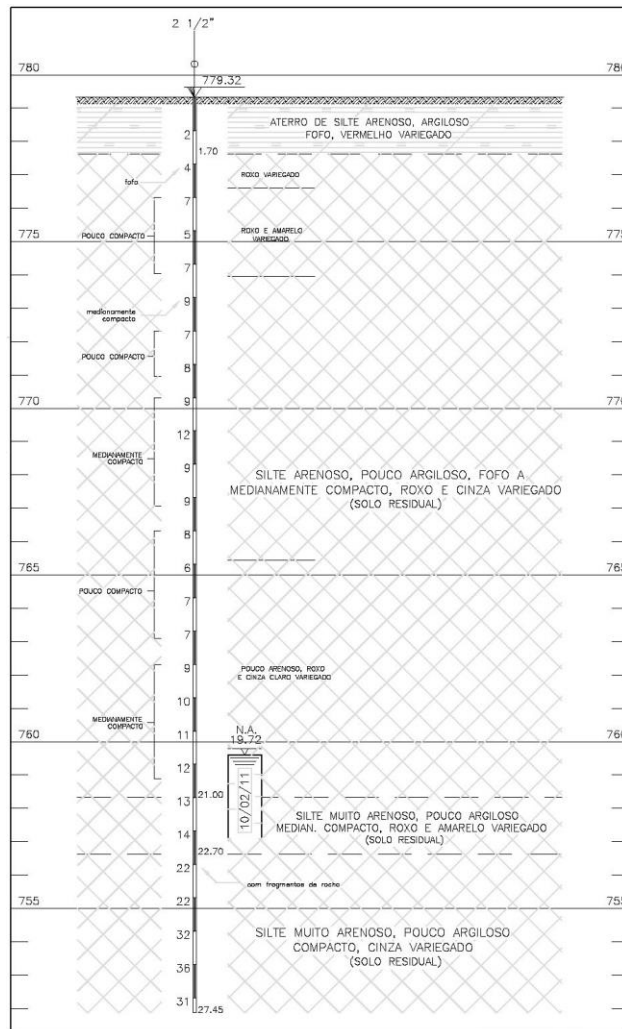 2 1/2"
780
780
779.32
ATERRO DE SILTE ARENOSO, ARGILOSO
FOFO, VERMELHO VARIEGADO
2
1.70
4
ROXO VARIEGADO
fofo
7
POUCO COMPACTO
5
ROXO E AMARELO
VARIEGADO
775
775
7
9
medianamente
compacto
7
POUCO COMPACTO
8
9
770
770
12
MEDIANAMENTE
COMPACTO
9
SILTE ARENOSO, POUCO ARGILOSO, FOFO A
MEDIANAMENTE COMPACTO, ROXO E CINZA VARIEGADO
(SOLO RESIDUAL)
9
8
6
765
765
POUCO COMPACTO
7
7
9
POUCO ARENOSO, ROXO
E CINZA CLARO VARIEGADO
10
MEDIANAMENTE
COMPACTO
11
N.A.
19.72
760
760
12
10/02/11
13
21.00
SILTE MUITO ARENOSO, POUCO ARGILOSO
MEDIAN. COMPACTO, ROXO E AMARELO VARIEGADO
(SOLO RESIDUAL)
14
22.70
22
com fragmentos de rocha
22
755
755
32
SILTE MUITO ARENOSO, POUCO ARGILOSO
COMPACTO, CINZA VARIEGADO
(SOLO RESIDUAL)
36
31
27.45